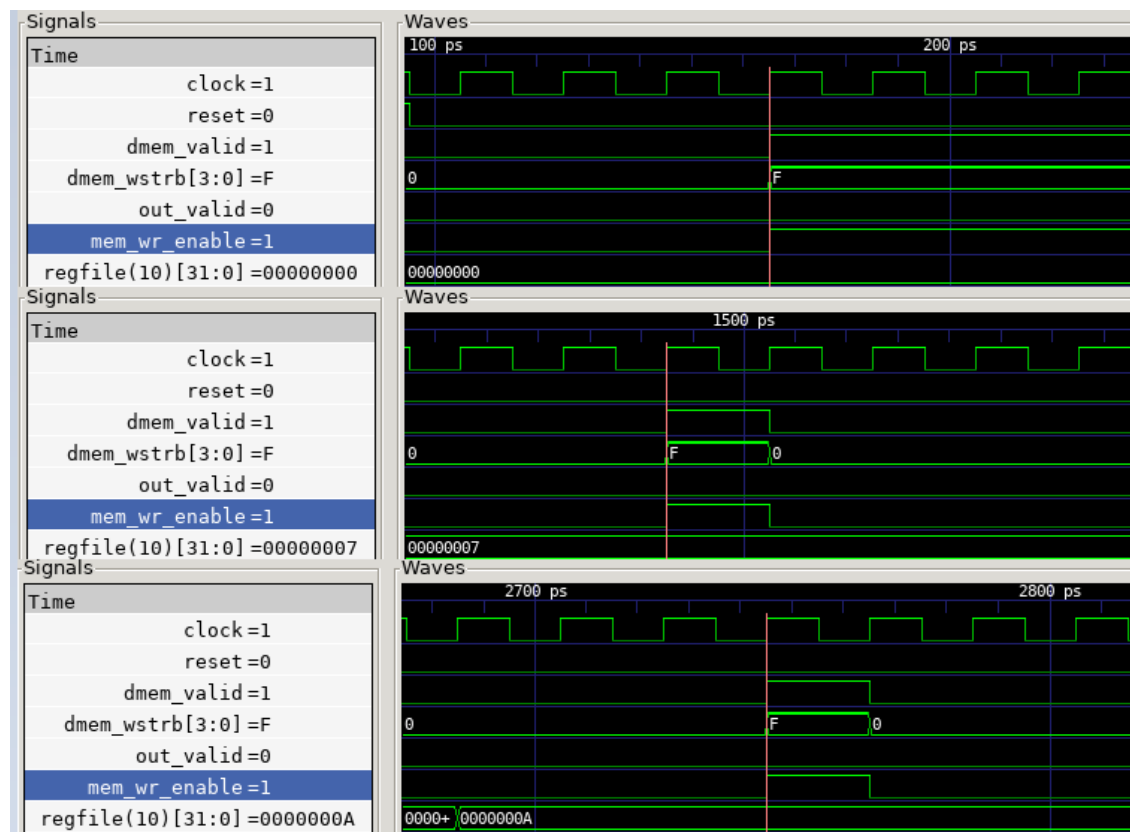 Signals
Waves
Time
100 ps 200 ps
clock =1
reset =0
dmem_valid =1
dmem_wstrb[3:0] =F 0 F
out_valid =0
mem_wr_enable =1
regfile(10)[31:0] =00000000 00000000
Signals
Waves
Time
1500 ps
clock =1
reset =0
dmem_valid =1
dmem_wstrb[3:0] =F 0 F 0
out_valid =0
mem_wr_enable =1
regfile(10)[31:0] =00000007 00000007
Signals
Waves
Time
2700 ps 2800 ps
clock =1
reset =0
dmem_valid =1
dmem_wstrb[3:0] =F 0 F 0
out_valid =0
mem_wr_enable =1
regfile(10)[31:0] =0000000A 0000+ 0000000A